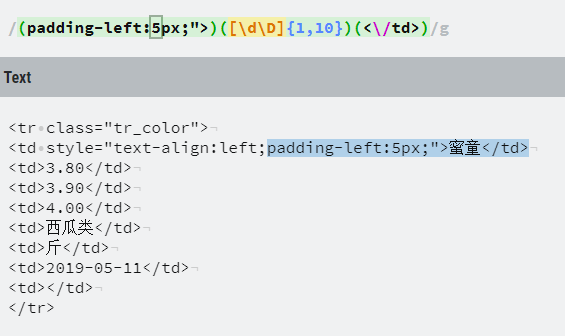 /(padding-left:5px;">)([\d\D]{1,10})(<\/td>)/g
Text
<tr class="tr_color">
<td style="text-align:left;padding-left:5px;">蜜童</td>
<td>3.80</td>
<td>3.90</td>
<td>4.00</td>
<td>西瓜类</td>
<td>斤</td>
<td>2019-05-11</td>
<td></td>
</tr>